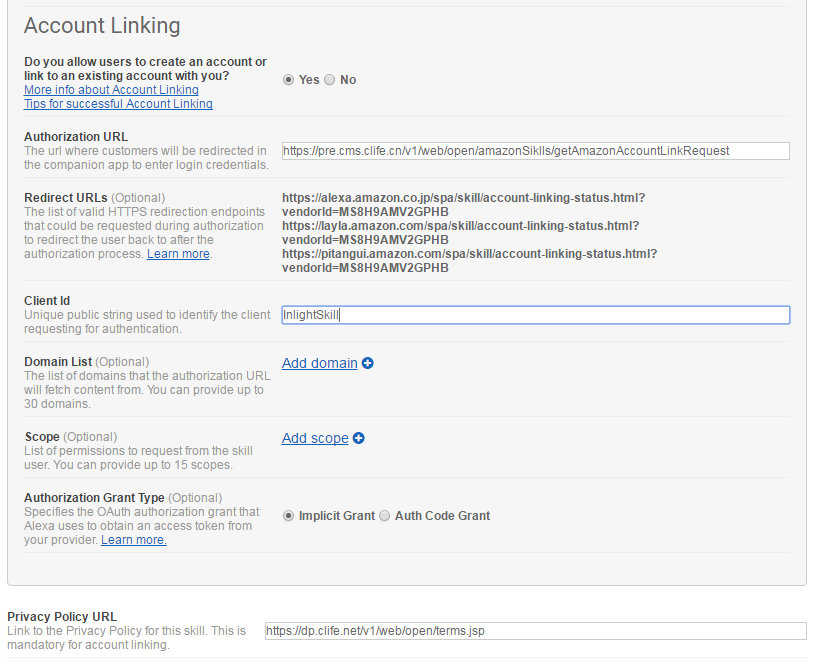 Account Linking
Do you allow users to create an account or
link to an existing account with you?
More info about Account Linking
Tips for successful Account Linking
Yes No
Authorization URL
The url where customers will be redirected in
the companion app to enter login credentials.
https://pre.cms.clife.cn/v1/web/open/amazonSiklls/getAmazonAccountLinkRequest
Redirect URLs (Optional)
The list of valid HTTPS redirection endpoints
that could be requested during authorization
to redirect the user back to after the
authorization process. Learn more.
https://alexa.amazon.co.jp/spa/skill/account-linking-status.html?
vendorId=MS8H9AMV2GPHB
https://layla.amazon.com/spa/skill/account-linking-status.html?
vendorId=MS8H9AMV2GPHB
https://pitangui.amazon.com/spa/skill/account-linking-status.html?
vendorId=MS8H9AMV2GPHB
Client Id
Unique public string used to identify the client
requesting for authentication.
InlightSkill
Domain List (Optional)
The list of domains that the authorization URL
will fetch content from. You can provide up to
30 domains.
Add domain
Scope (Optional)
List of permissions to request from the skill
user. You can provide up to 15 scopes.
Add scope
Authorization Grant Type (Optional)
Specifies the OAuth authorization grant that
Alexa uses to obtain an access token from
your provider. Learn more.
Implicit Grant Auth Code Grant
Privacy Policy URL
Link to the Privacy Policy for this skill. This is
mandatory for account linking.
https://dp.clife.net/v1/web/open/terms.jsp